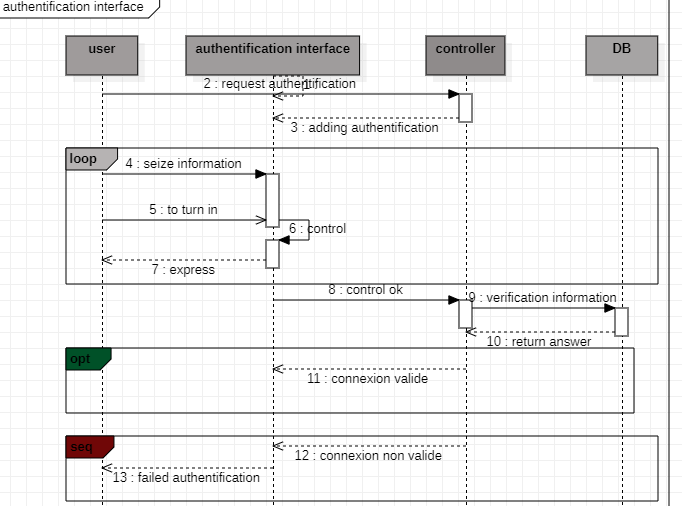 authentification interface
user
authentification interface
controller
DB
2 : request authentification
3 : adding authentification
loop
4 : seize information
5 : to turn in
6 : control
7 : express
8 : control ok
9 : verification information
10 : return answer
opt
11 : connexion valide
seq
12 : connexion non valide
13 : failed authentification